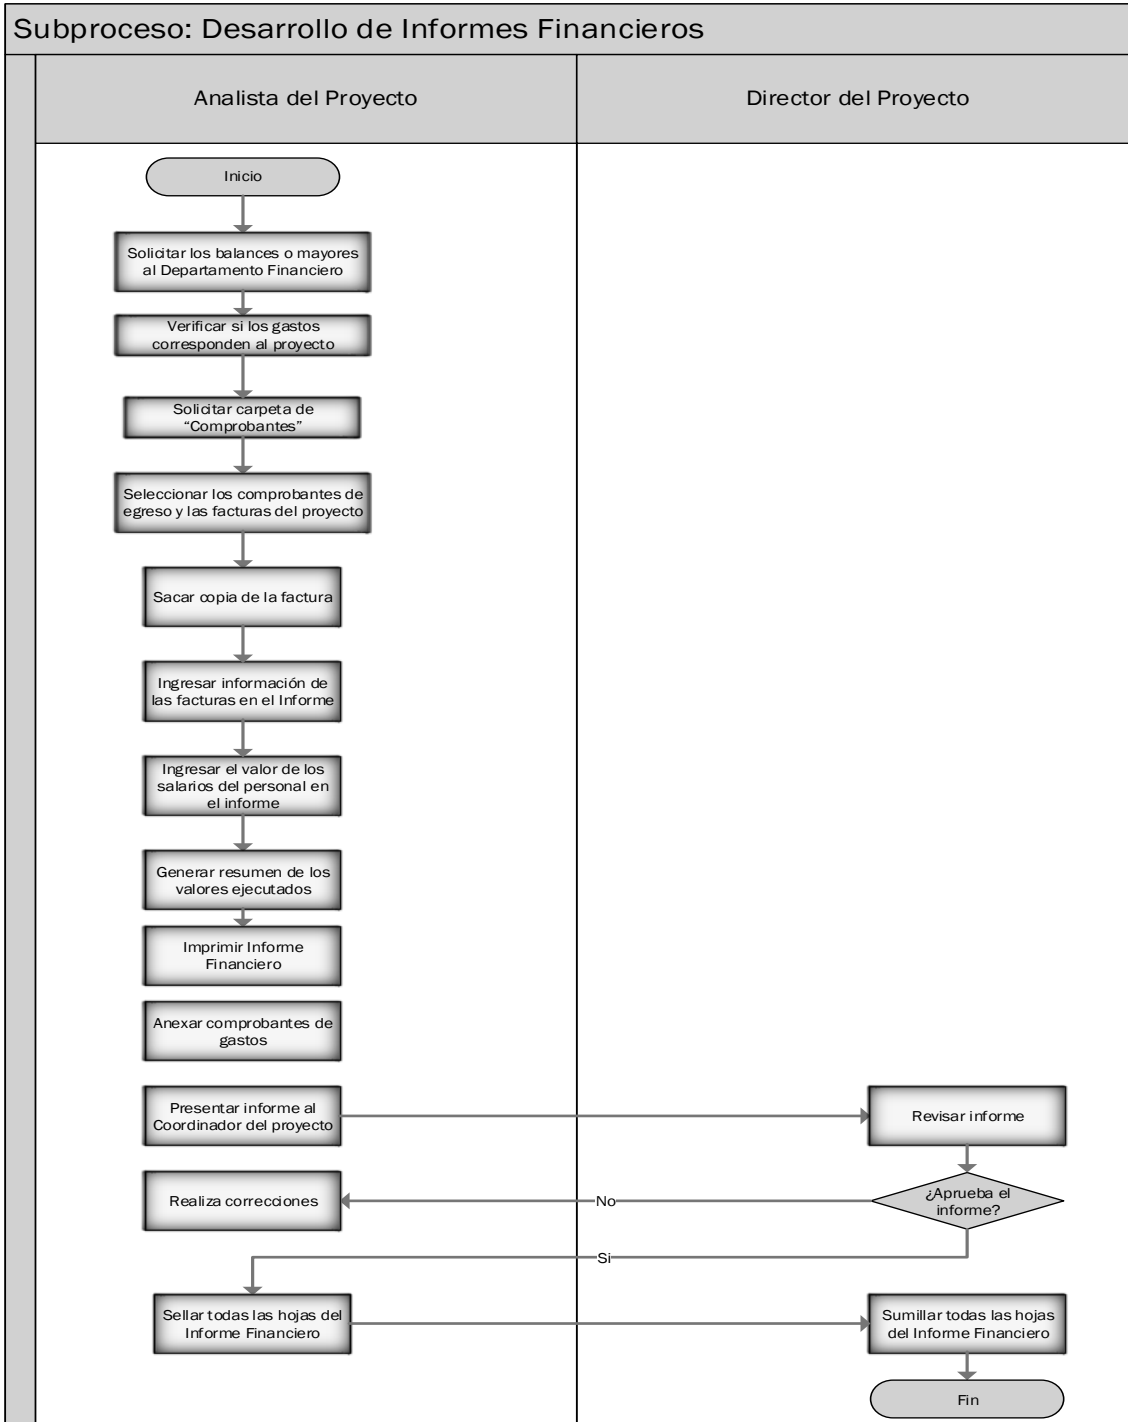 Subproceso: Desarrollo de Informes Financieros
Analista del Proyecto
Director del Proyecto
Inicio
Solicitar los balances o mayores
al Departamento Financiero
Verificar si los gastos
corresponden al proyecto
Solicitar carpeta de
“Comprobantes”
Seleccionar los comprobantes de
egreso y las facturas del proyecto
Sacar copia de la factura
Ingresar información de
las facturas en el Informe
Ingresar el valor de los
salarios del personal en
el informe
Generar resumen de los
valores ejecutados
Imprimir Informe
Financiero
Anexar comprobantes de
gastos
Presentar informe al
Coordinador del proyecto
Revisar informe
¿Aprueba el
informe?
No
Realiza correcciones
Si
Sellar todas las hojas del
Informe Financiero
Sumillar todas las hojas
del Informe Financiero
Fin